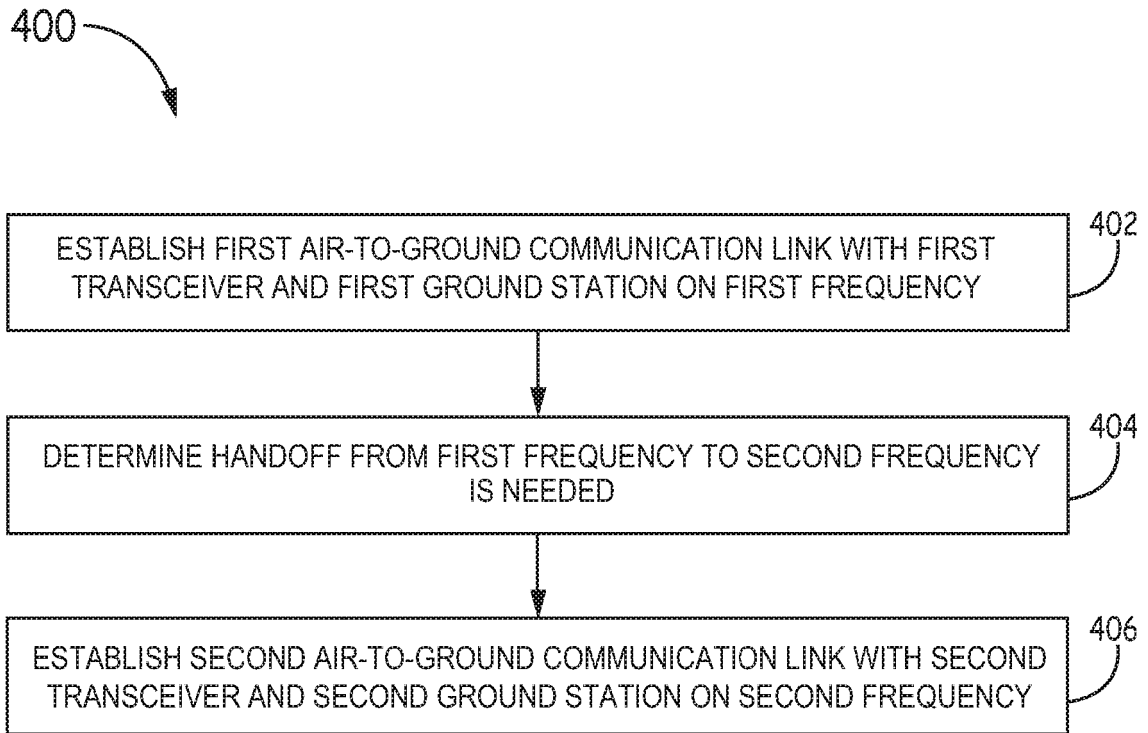 400
402
ESTABLISH FIRST AIR-TO-GROUND COMMUNICATION LINK WITH FIRST
TRANSCEIVER AND FIRST GROUND STATION ON FIRST FREQUENCY
404
DETERMINE HANDOFF FROM FIRST FREQUENCY TO SECOND FREQUENCY
IS NEEDED
406
ESTABLISH SECOND AIR-TO-GROUND COMMUNICATION LINK WITH SECOND
TRANSCEIVER AND SECOND GROUND STATION ON SECOND FREQUENCY